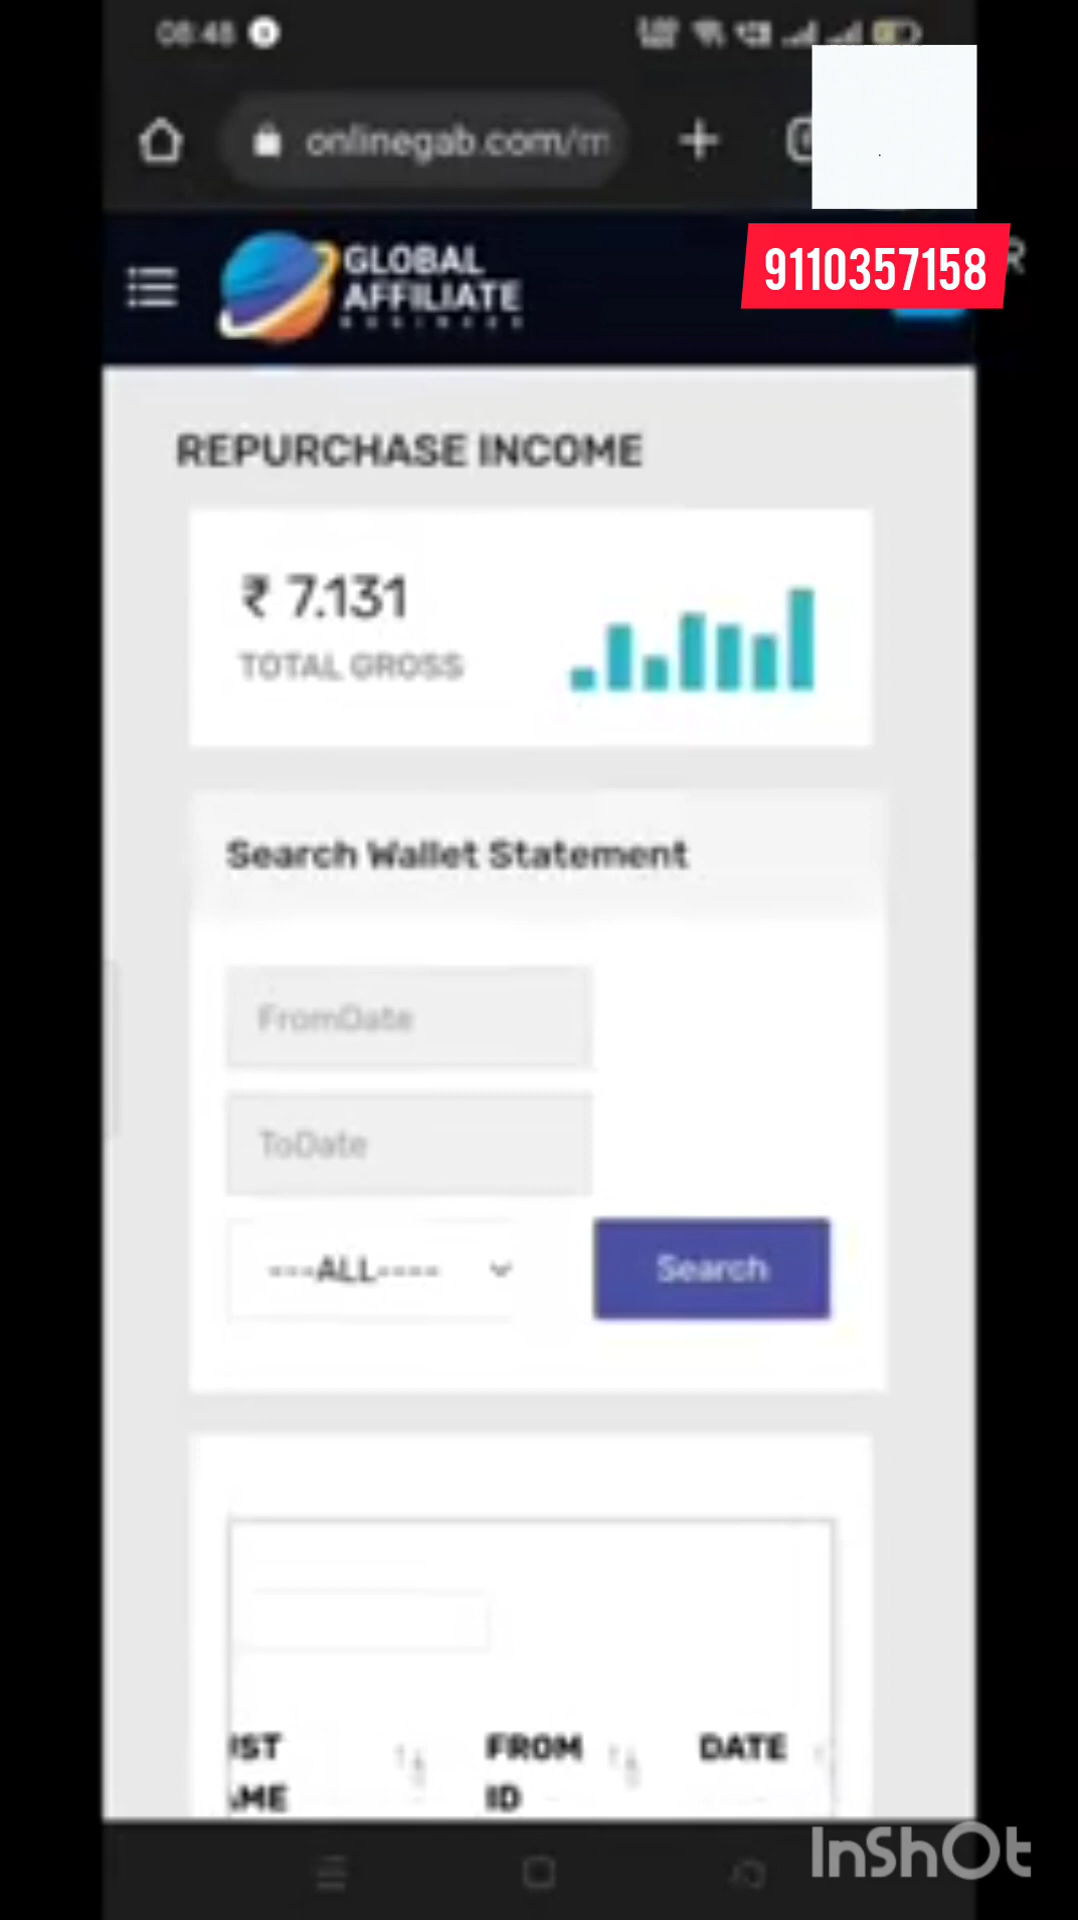 08:48
onlinegab.com/m
GLOBAL
AFFILIATE
BUSINESS
9110357158
R
REPURCHASE INCOME
₹ 7.131
TOTAL GROSS
Search Wallet Statement
FromDate
ToDate
---ALL----
Search
FROM
ID
DATE
InShOt